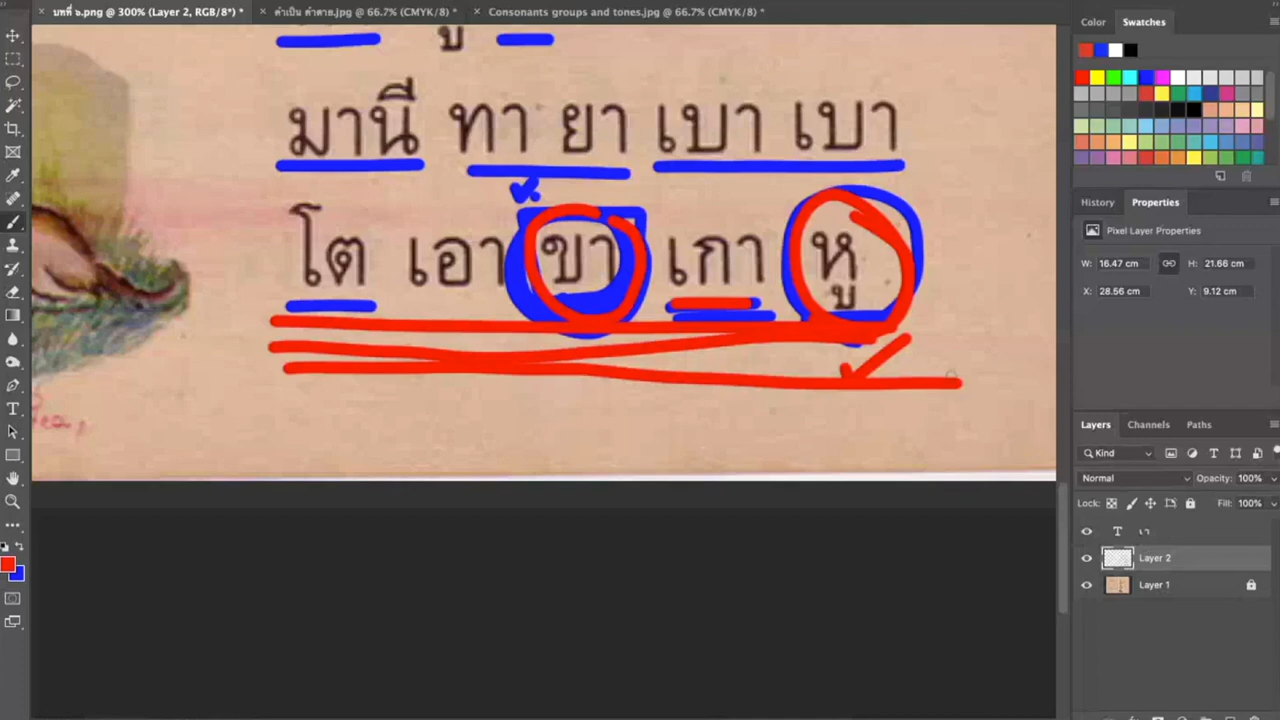 บทที่ ๖.png @ 300% (Layer 2, RGB/8*) *
คำเป็น คำตาย.jpg @ 66.7% (CMYK/8) *
Consonants groups and tones.jpg @ 66.7% (CMYK/8) *
มานี ทา ยา เบา เบา
โต เอา ขา เกา หู
Color
Swatches
History
Properties
Pixel Layer Properties
W: 16.47 cm
H: 21.66 cm
X: 28.56 cm
Y: 9.12 cm
Layers
Channels
Paths
Kind
Normal
Opacity: 100%
Lock:
Fill: 100%
T เา
Layer 2
Layer 1